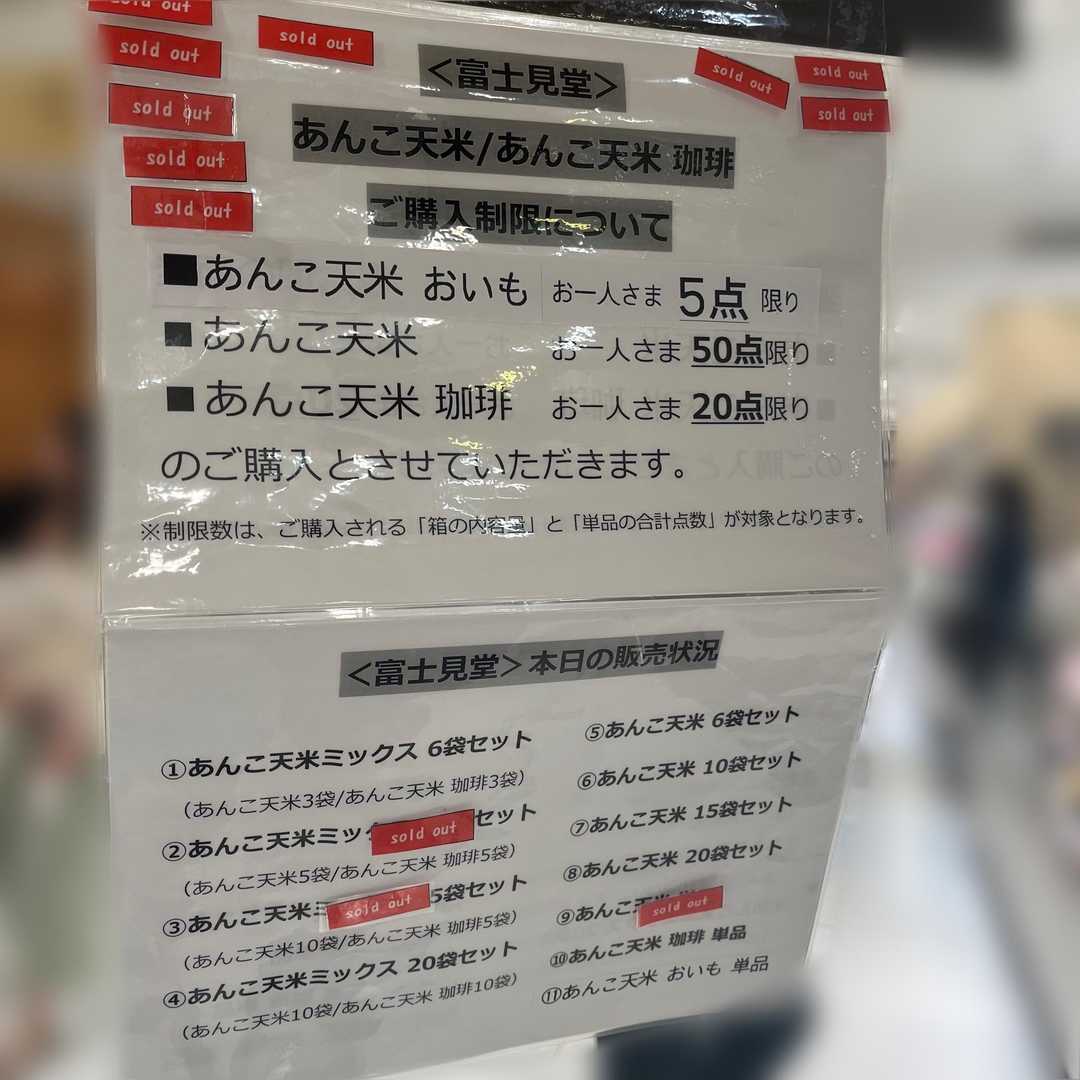 sold out
sold out
sold out
sold out
sold out
sold out
sold out
sold out
sold out
<富士見堂>
あんこ天米/あんこ天米 珈琲
ご購入制限について
■あんこ天米 おいも お一人さま 5点 限り
■あんこ天米 お一人さま 50点限り
■あんこ天米 珈琲 お一人さま 20点限り
のご購入とさせていただきます。
※制限数は、ご購入される「箱の内容量」と「単品の合計点数」が対象となります。
<富士見堂>本日の販売状況
①あんこ天米ミックス 6袋セット
(あんこ天米3袋/あんこ天米 珈琲3袋)
②あんこ天米ミッ sold out セット
(あんこ天米5袋/あんこ天米 珈琲5袋)
③あんこ天米 sold out 5袋セット
(あんこ天米10袋/あんこ天米 珈琲5袋)
④あんこ天米ミックス 20袋セット
(あんこ天米10袋/あんこ天米 珈琲10袋)
⑤あんこ天米 6袋セット
⑥あんこ天米 10袋セット
⑦あんこ天米 15袋セット
⑧あんこ天米 20袋セット
⑨あんこ sold out
⑩あんこ天米 珈琲 単品
⑪あんこ天米 おいも 単品